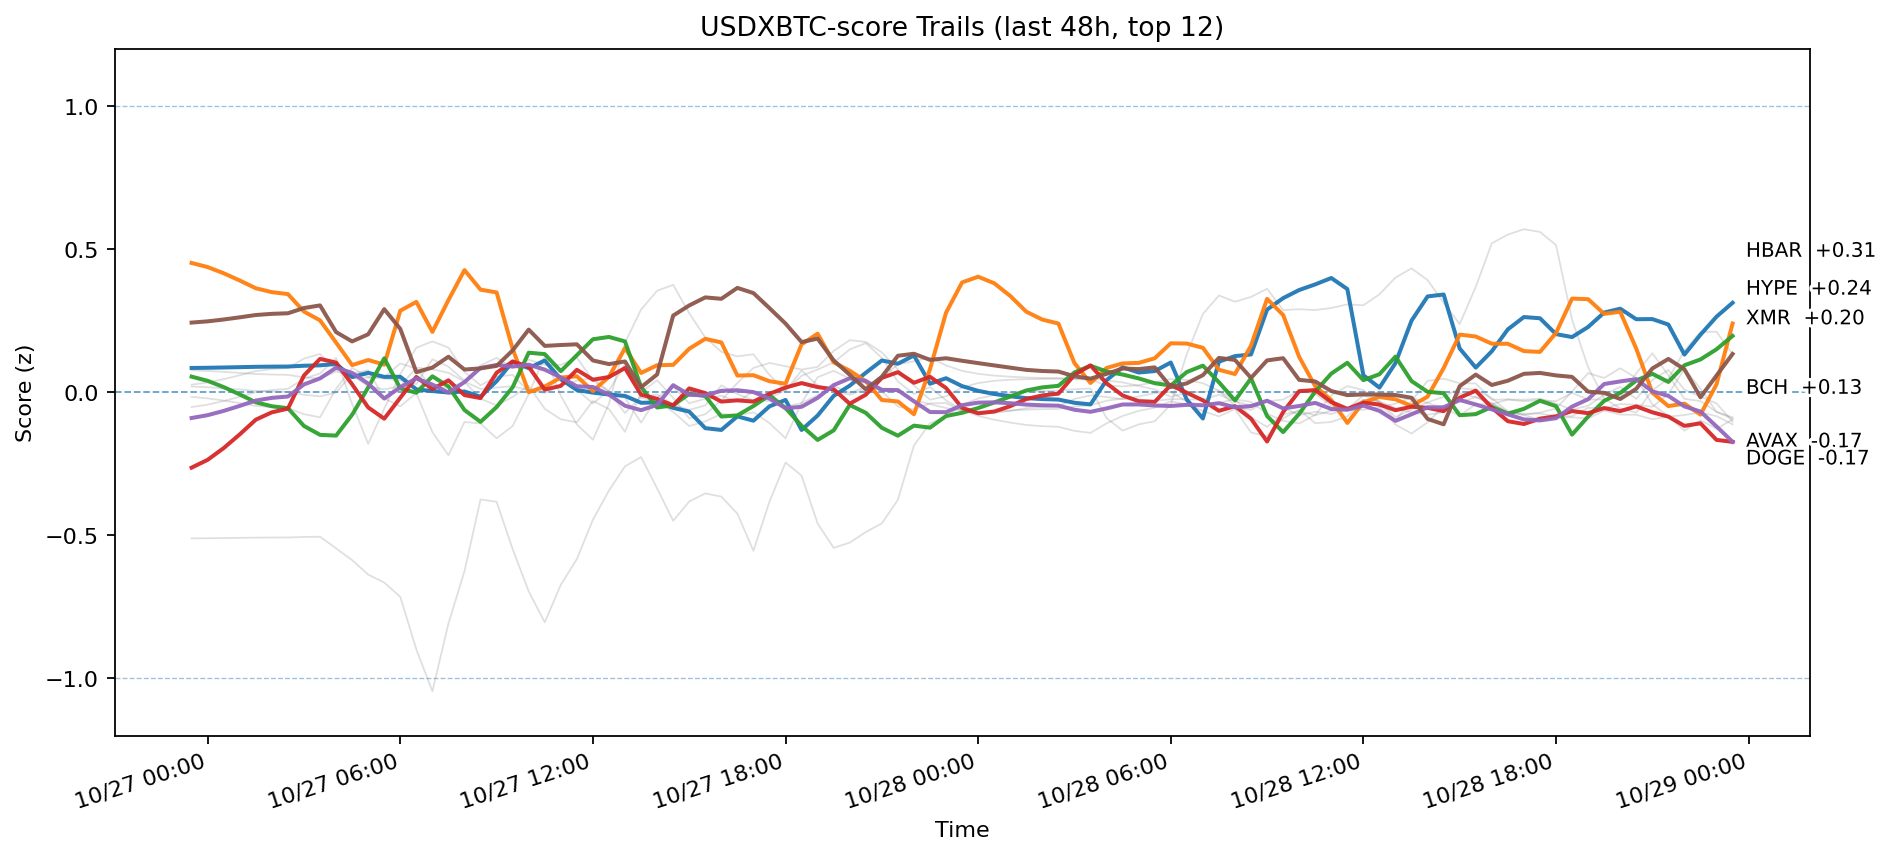 USDXBTC-score Trails (last 48h, top 12)
Score (z)
1.0
0.5
0.0
−0.5
−1.0
HBAR +0.31
HYPE +0.24
XMR +0.20
BCH +0.13
AVAX -0.17
DOGE -0.17
10/27 00:00
10/27 06:00
10/27 12:00
10/27 18:00
10/28 00:00
10/28 06:00
10/28 12:00
10/28 18:00
10/29 00:00
Time